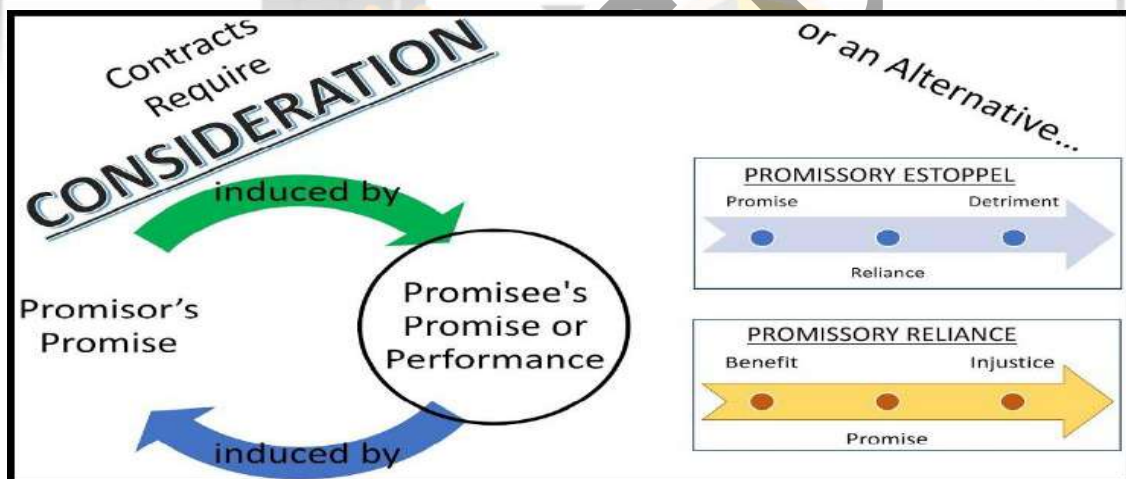 Contracts
Require
CONSIDERATION
induced by
Promisor's
Promise
Promisee's
Promise or
Performance
induced by
or an Alternative...
PROMISSORY ESTOPPEL
Promise Detriment
Reliance
PROMISSORY RELIANCE
Benefit Injustice
Promise